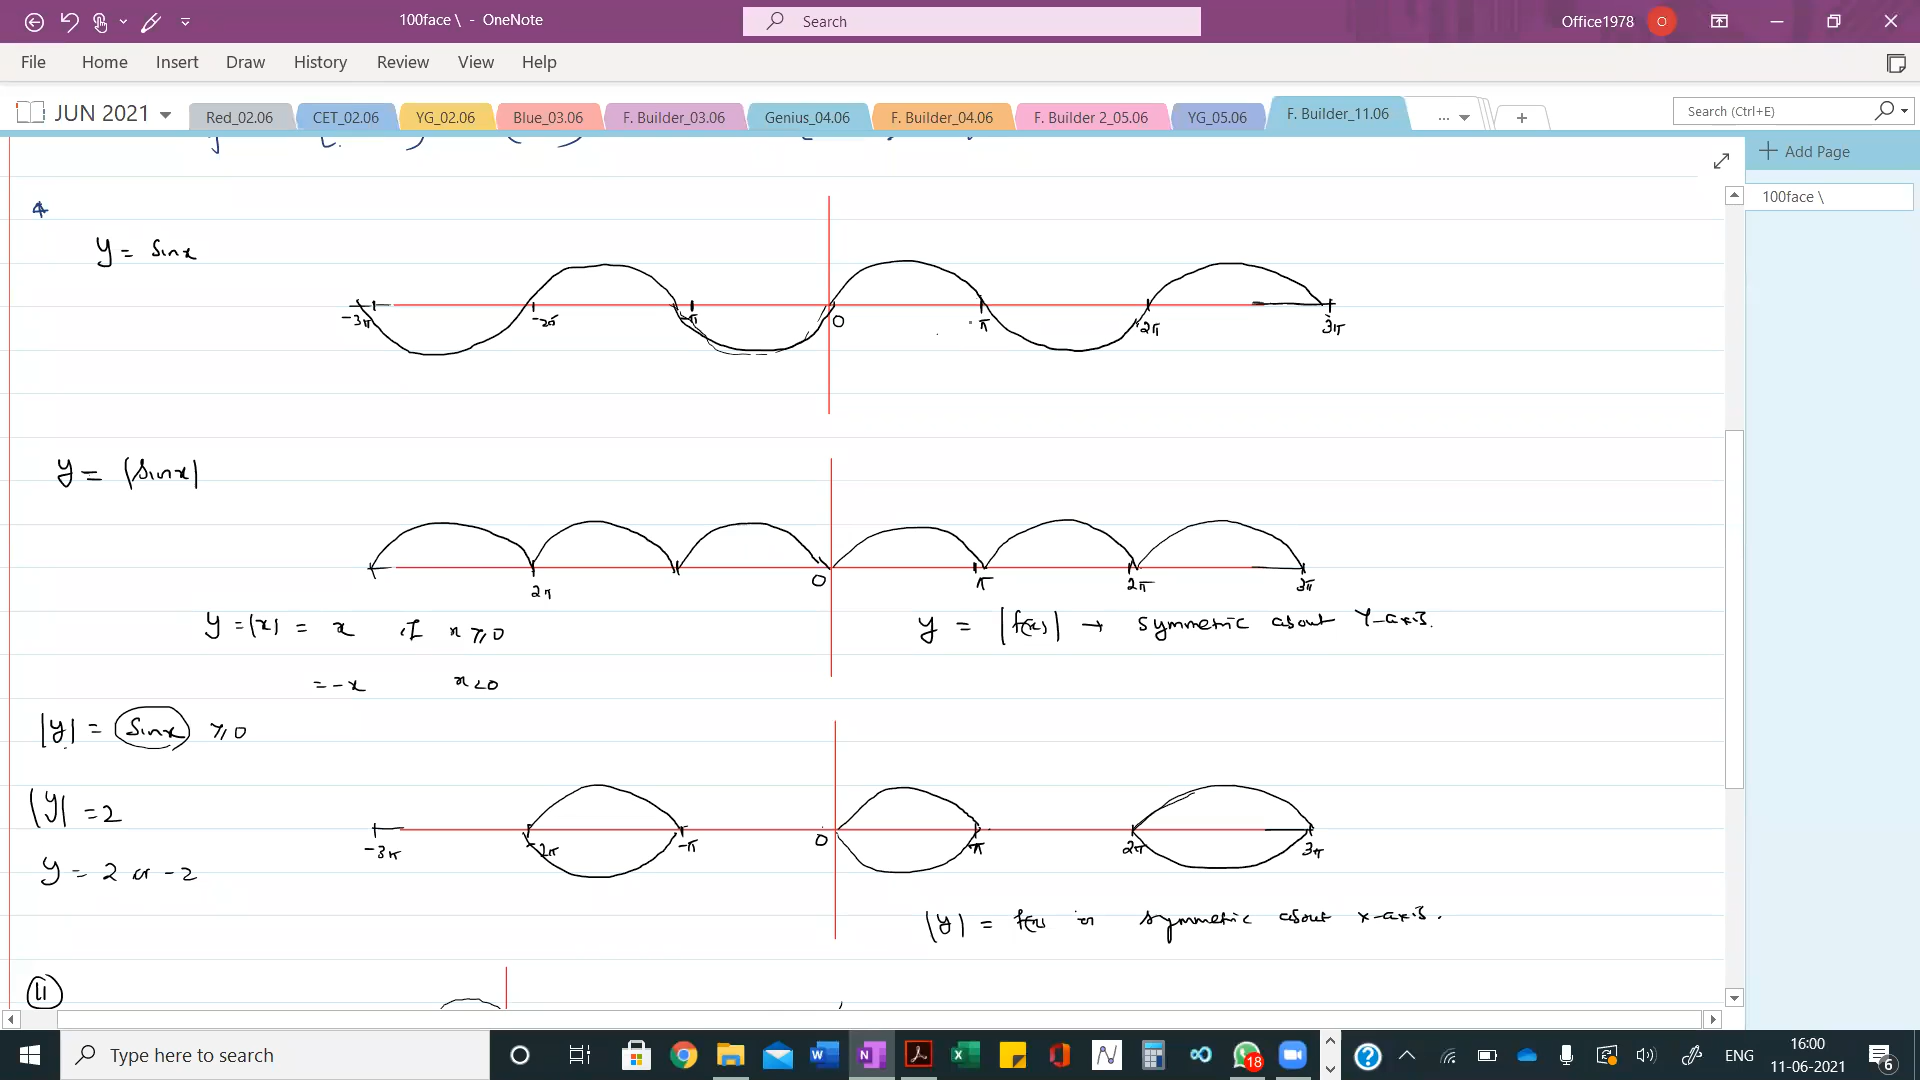 100face \ - OneNote
Search
Office1978
O
File Home Insert Draw History Review View Help
JUN 2021
Red_02.06 CET_02.06 YG_02.06 Blue_03.06 F. Builder_03.06 Genius_04.06 F. Builder_04.06 F. Builder 2_05.06 YG_05.06 F. Builder_11.06 ... +
Search (Ctrl+E)
Add Page
100face \
y = sinx
-3π -2π -π 0 π 2π 3π
y = |sinx|
2π 0 π 2π 3π
y = |x| = x if x ≥ 0
y = |f(x)| → symmetric about Y-axis.
= -x x < 0
|y| = sinx ≥ 0
|y| = 2
-3π -2π -π 0 π 2π 3π
y = 2 or -2
|y| = f(x) is symmetric about x-axis.
11
Type here to search
18
ENG
16:00
11-06-2021
6